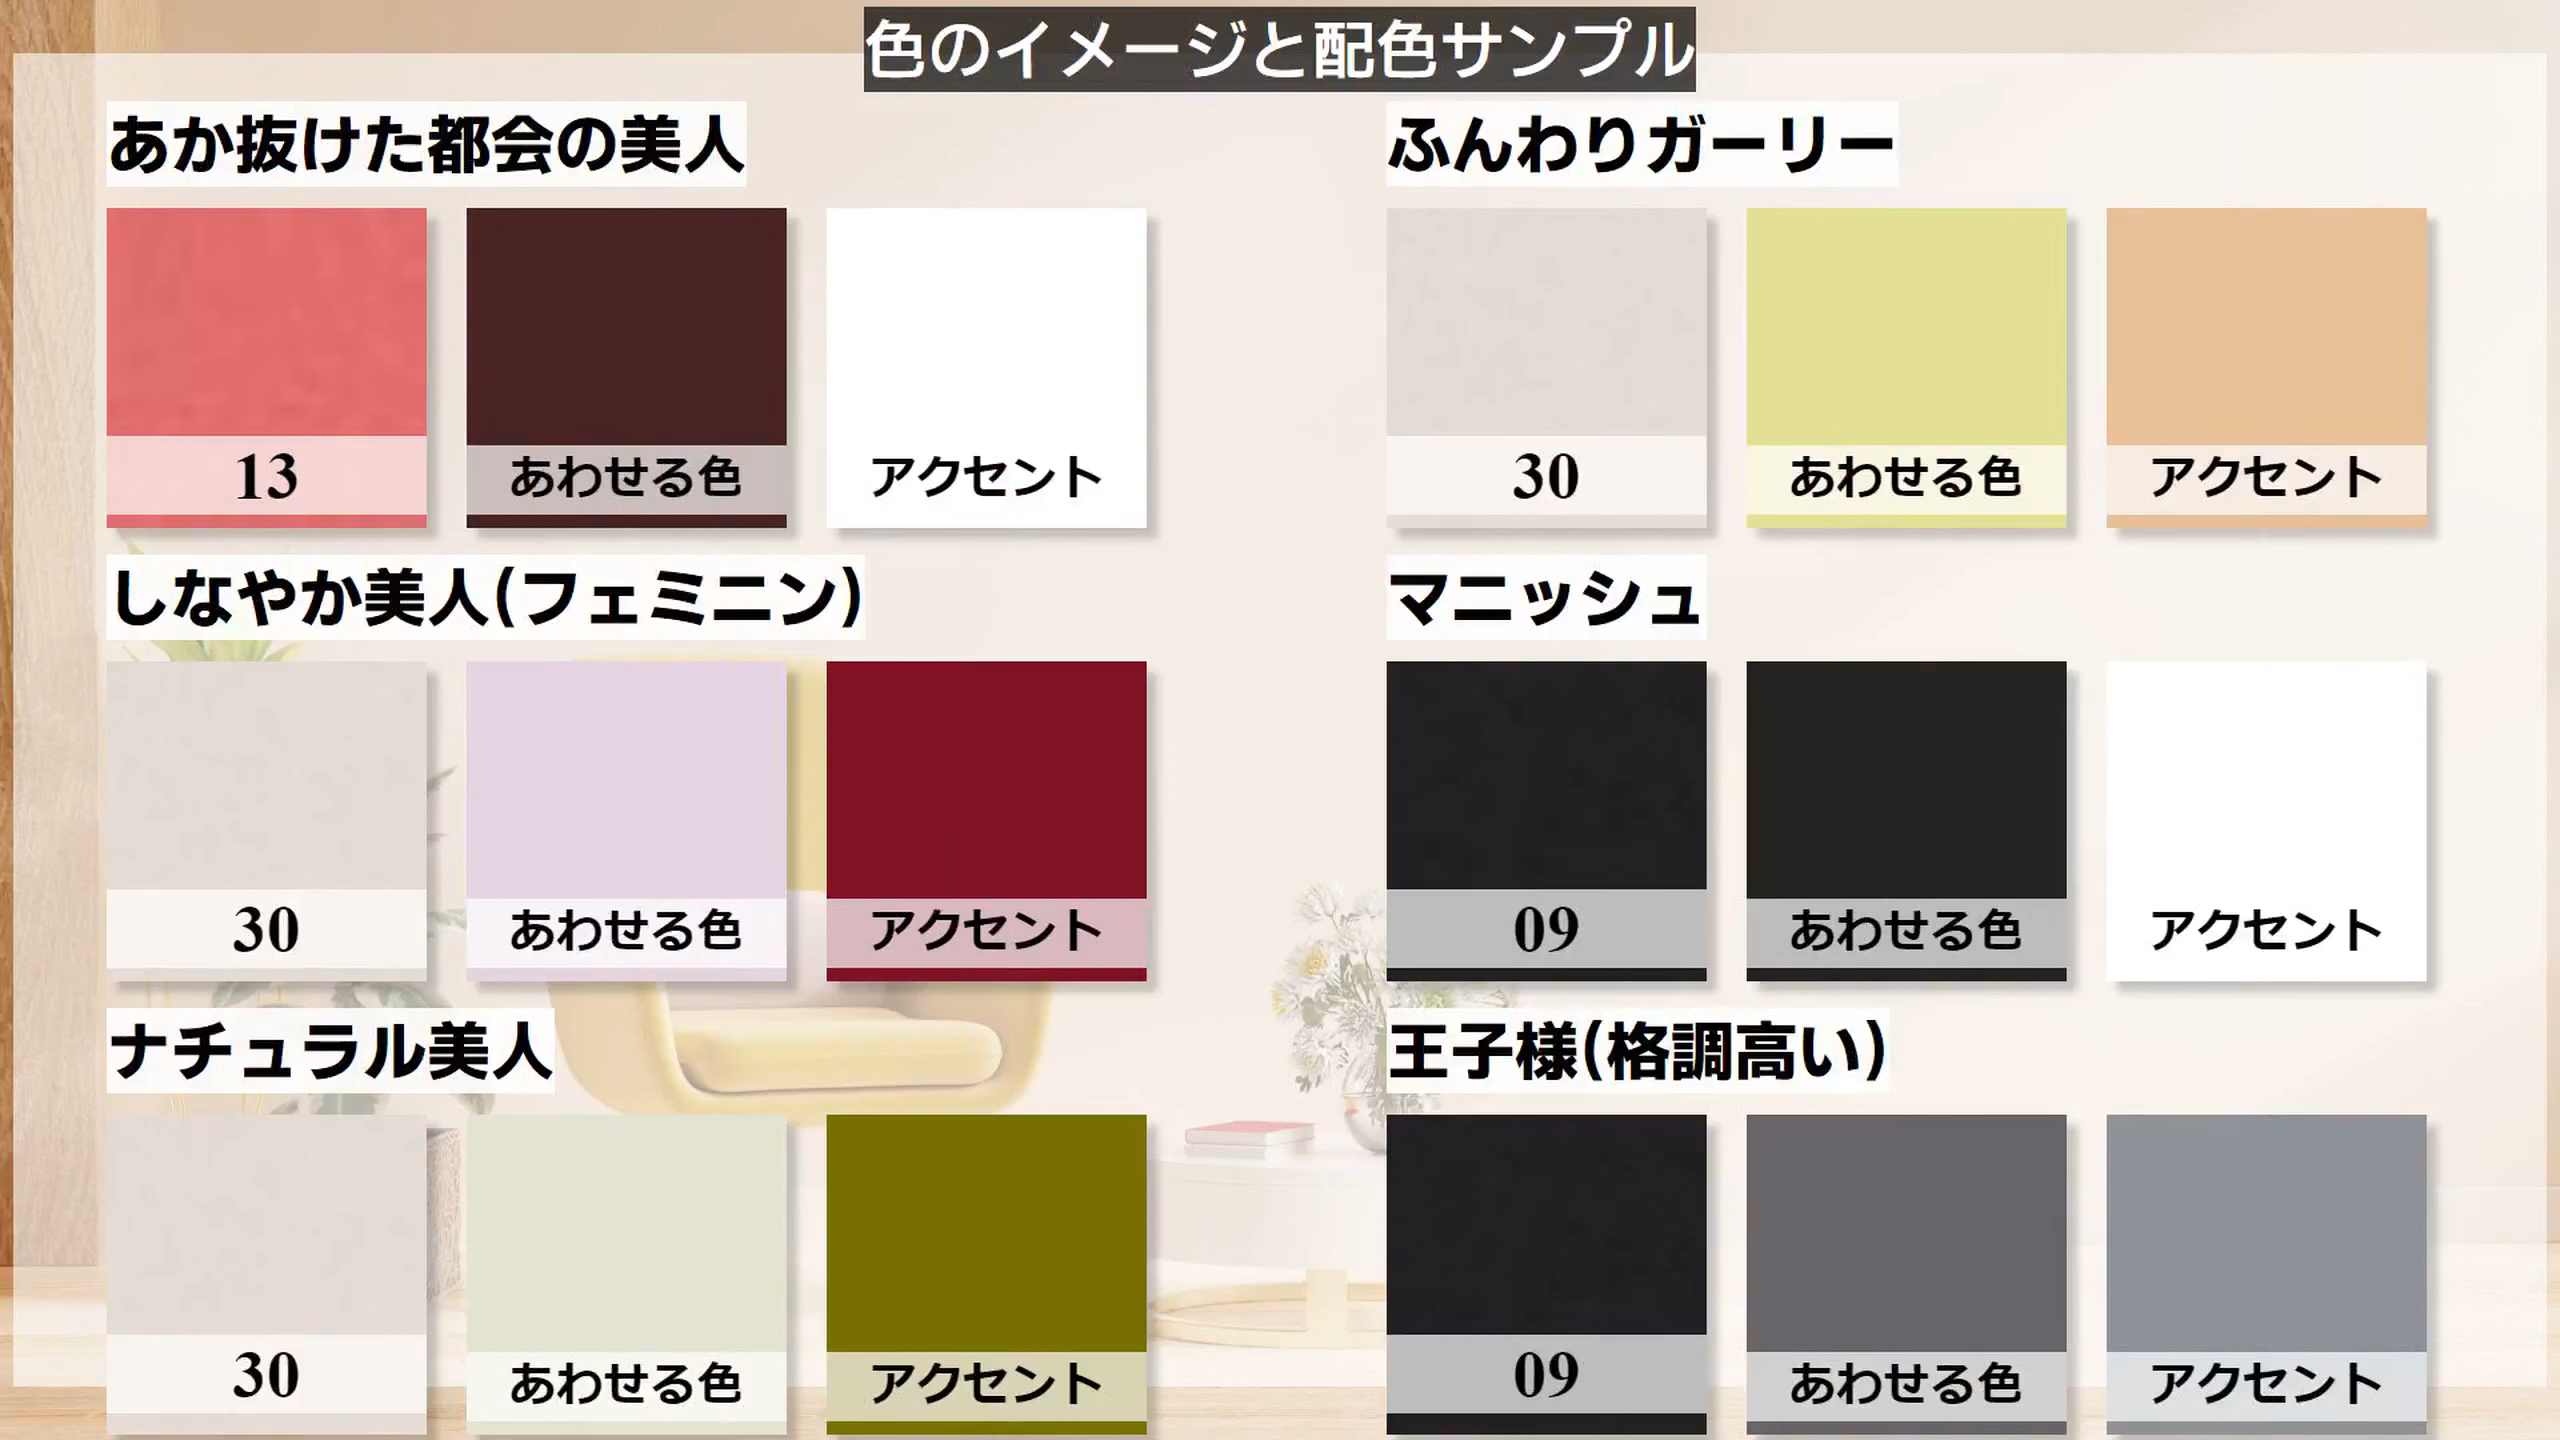 色のイメージと配色サンプル
あか抜けた都会の美人
13
あわせる色
アクセント
ふんわりガーリー
30
あわせる色
アクセント
しなやか美人(フェミニン)
30
あわせる色
アクセント
マニッシュ
09
あわせる色
アクセント
ナチュラル美人
30
あわせる色
アクセント
王子様(格調高い)
09
あわせる色
アクセント